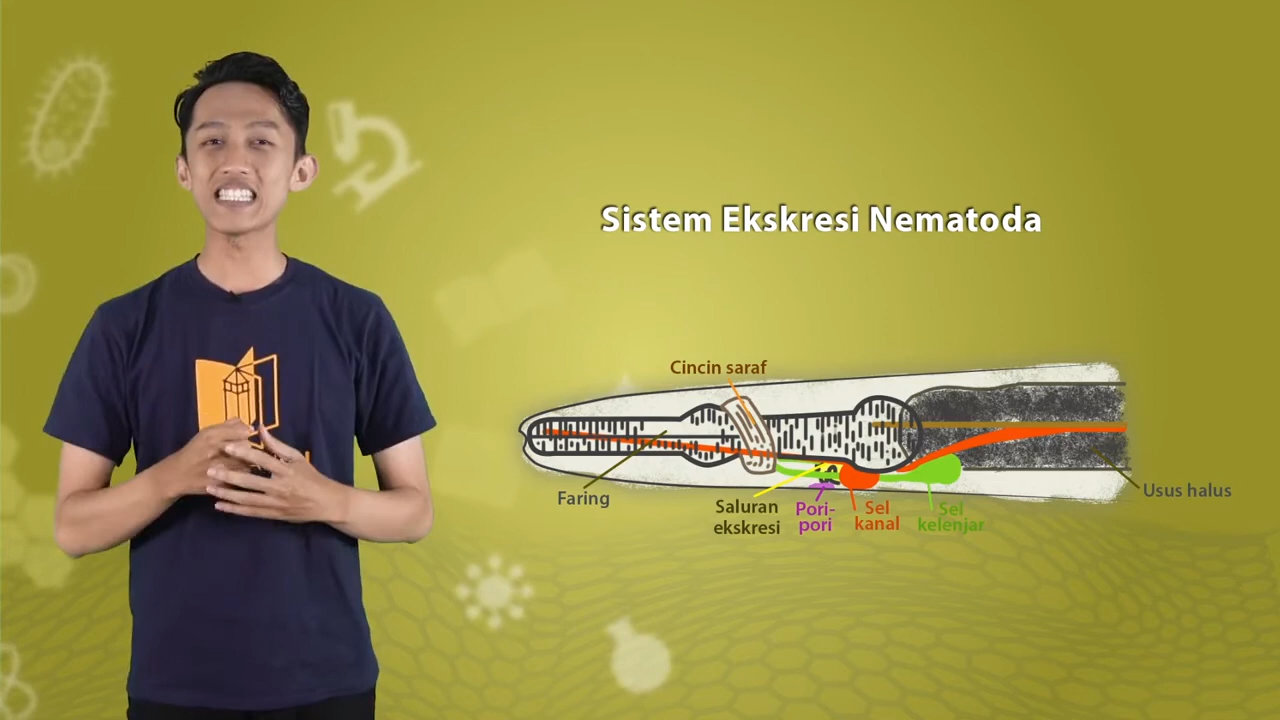 Sistem Ekskresi Nematoda
Cincin saraf
Faring
Saluran
ekskresi
Pori-
pori
Sel
kanal
Sel
kelenjar
Usus halus